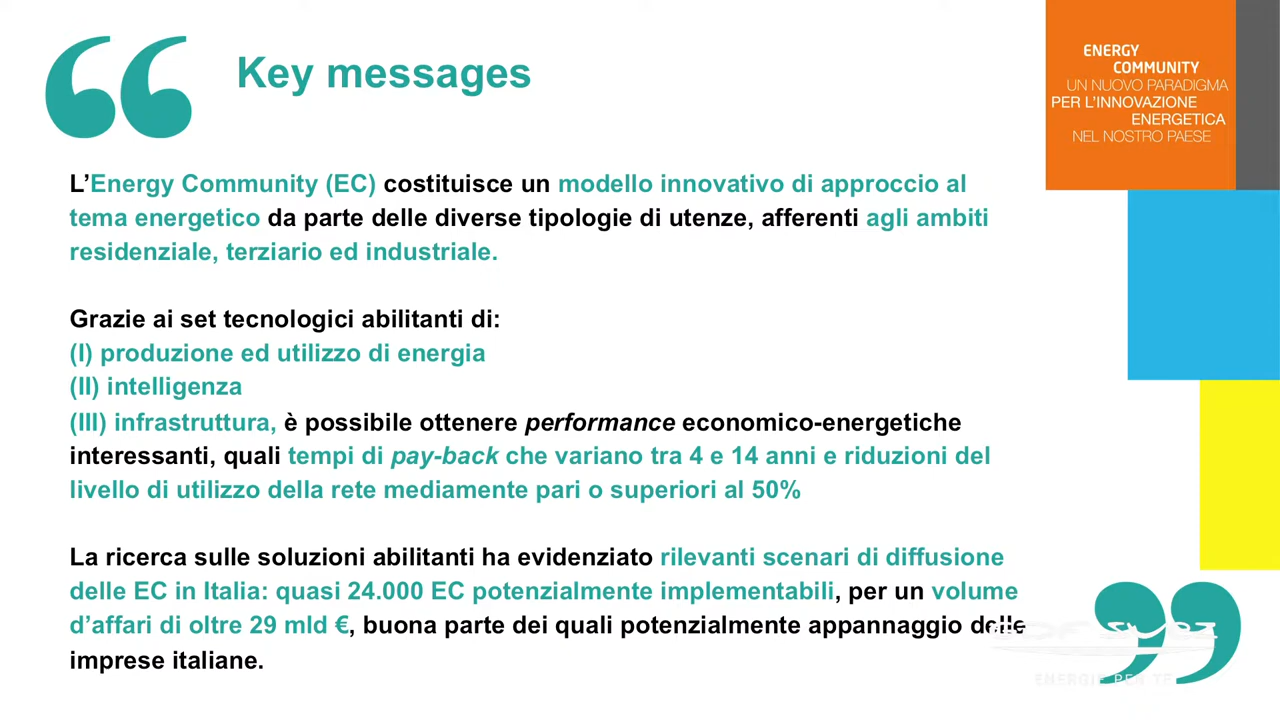 Key messages
ENERGY
COMMUNITY
UN NUOVO PARADIGMA
PER L'INNOVAZIONE
ENERGETICA
NEL NOSTRO PAESE
L’Energy Community (EC) costituisce un modello innovativo di approccio al
tema energetico da parte delle diverse tipologie di utenze, afferenti agli ambiti
residenziale, terziario ed industriale.
Grazie ai set tecnologici abilitanti di:
(I) produzione ed utilizzo di energia
(II) intelligenza
(III) infrastruttura, è possibile ottenere performance economico-energetiche
interessanti, quali tempi di pay-back che variano tra 4 e 14 anni e riduzioni del
livello di utilizzo della rete mediamente pari o superiori al 50%
La ricerca sulle soluzioni abilitanti ha evidenziato rilevanti scenari di diffusione
delle EC in Italia: quasi 24.000 EC potenzialmente implementabili, per un volume
d’affari di oltre 29 mld €, buona parte dei quali potenzialmente appannaggio delle
imprese italiane.